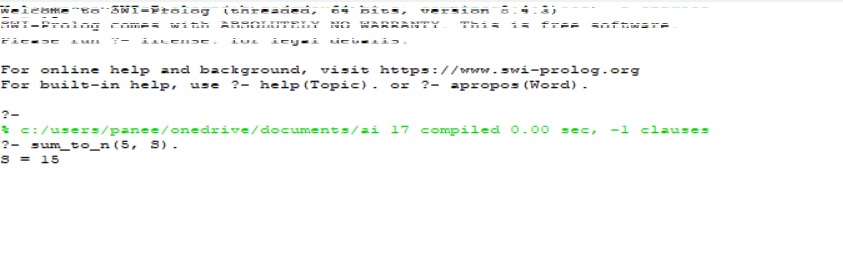 Welcome to SWI-Prolog (threaded, 64 bits, version 8.4.3)
SWI-Prolog comes with ABSOLUTELY NO WARRANTY. This is free software.
Please run ?- license. for legal details.
For online help and background, visit https://www.swi-prolog.org
For built-in help, use ?- help(Topic). or ?- apropos(Word).
?-
% c:/users/panee/onedrive/documents/ai 17 compiled 0.00 sec, -1 clauses
?- sum_to_n(5, S).
S = 15